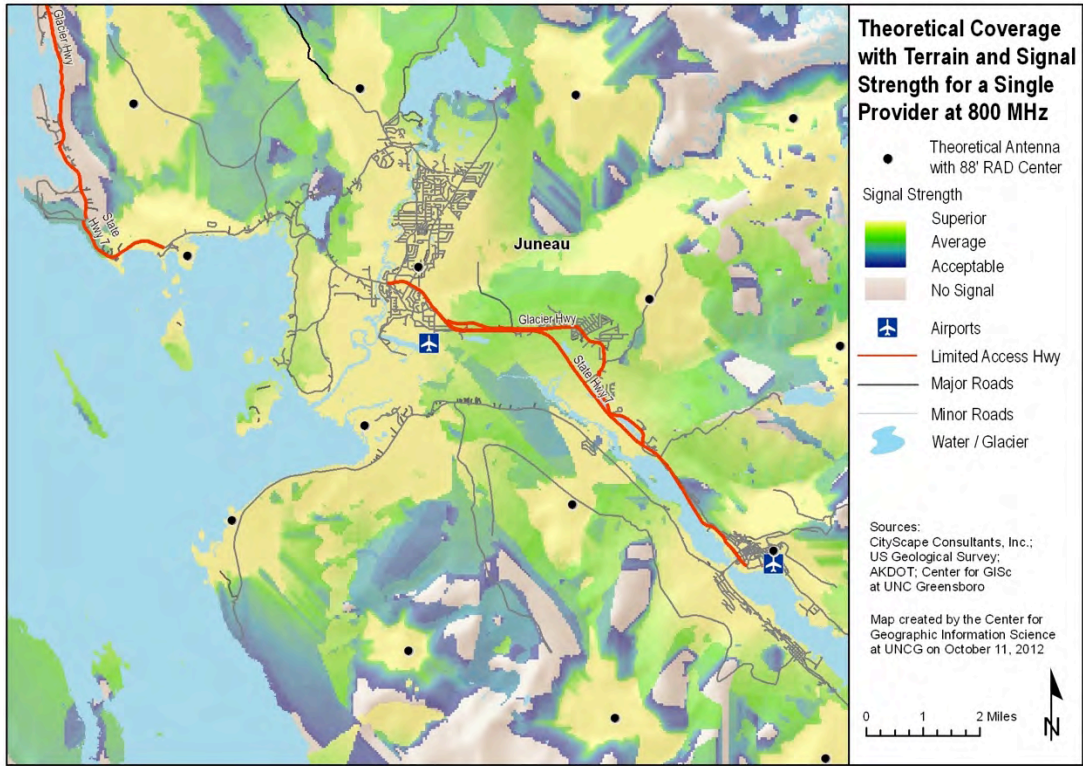 Theoretical Coverage
with Terrain and Signal
Strength for a Single
Provider at 800 MHz
Theoretical Antenna
with 88' RAD Center
Signal Strength
Superior
Average
Acceptable
No Signal
Airports
Limited Access Hwy
Major Roads
Minor Roads
Water / Glacier
Sources:
CityScape Consultants, Inc.;
US Geological Survey;
AKDOT; Center for GISc
at UNC Greensboro
Map created by the Center for
Geographic Information Science
at UNCG on October 11, 2012
0 1 2 Miles
N
Glacier Hwy
State
Hwy 7
Juneau
Glacier Hwy
State Hwy 7